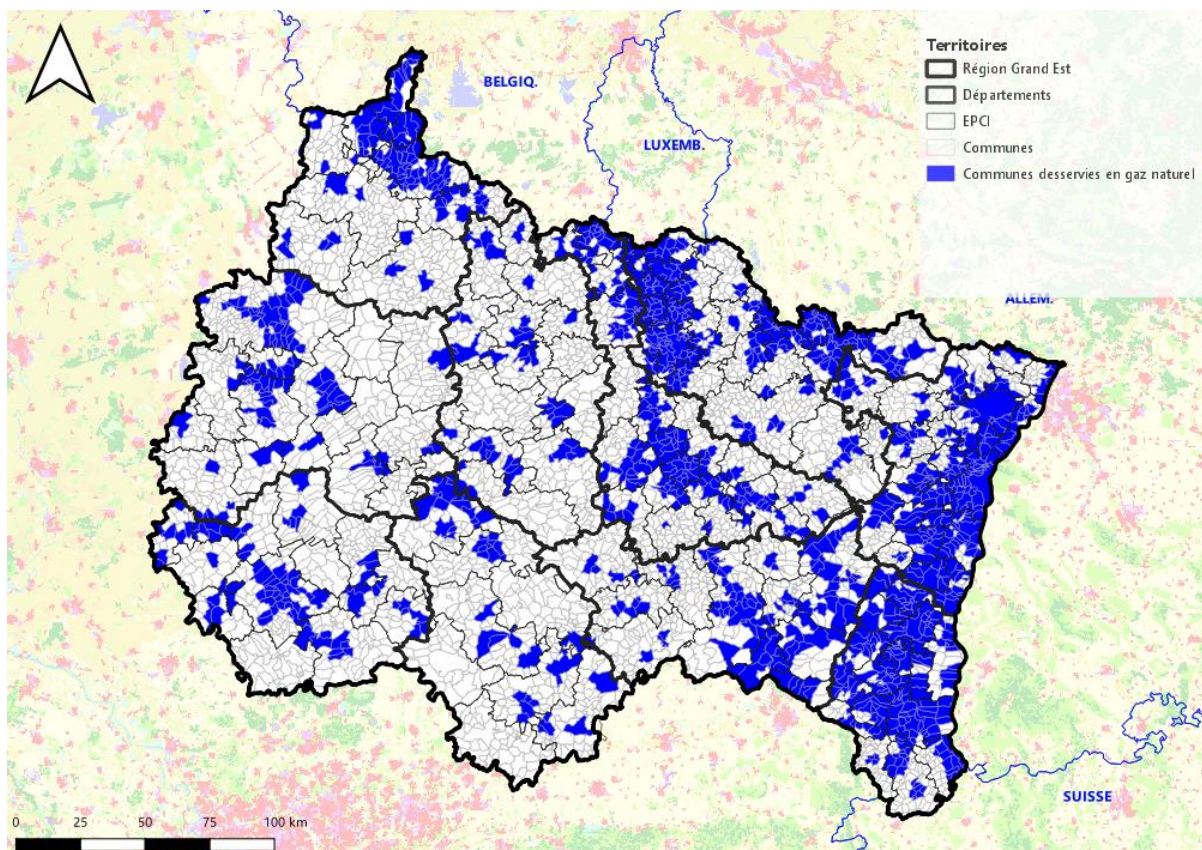 BELGIQ.
LUXEMB.
Territoires
Région Grand Est
Départements
EPCI
Communes
Communes desservies en gaz naturel
ALLEM.
SUISSE
0 25 50 75 100 km